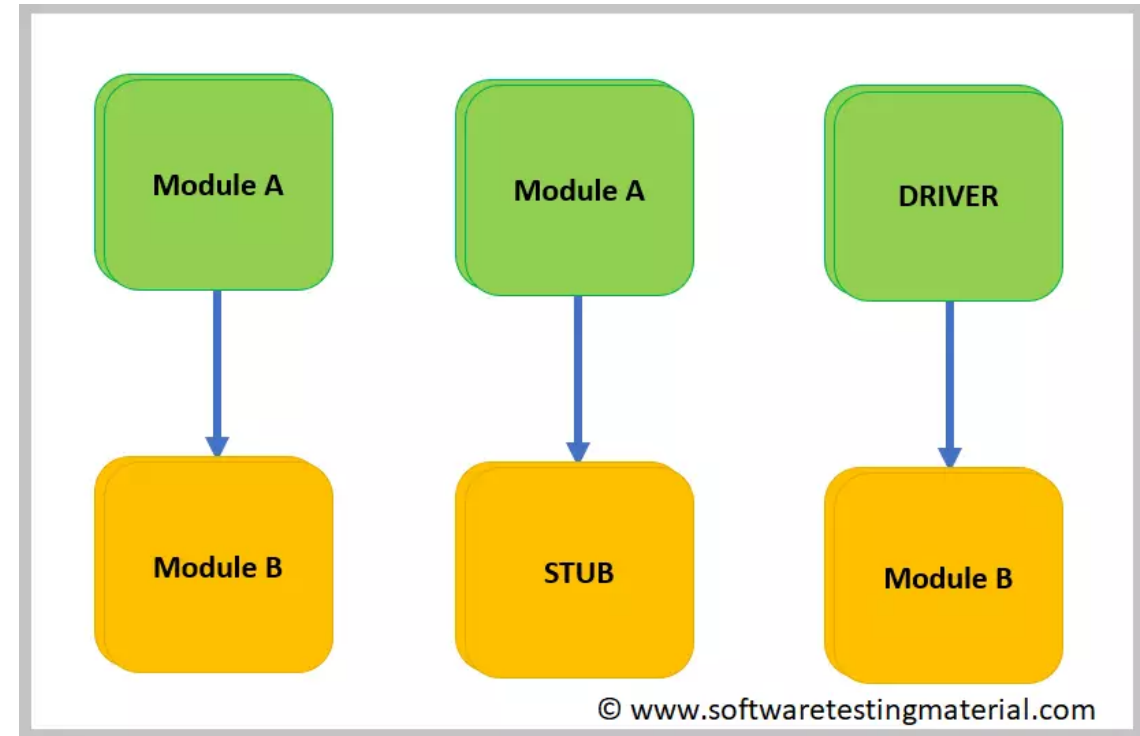 Module A
Module A
DRIVER
Module B
STUB
Module B
© www.softwaretestingmaterial.com